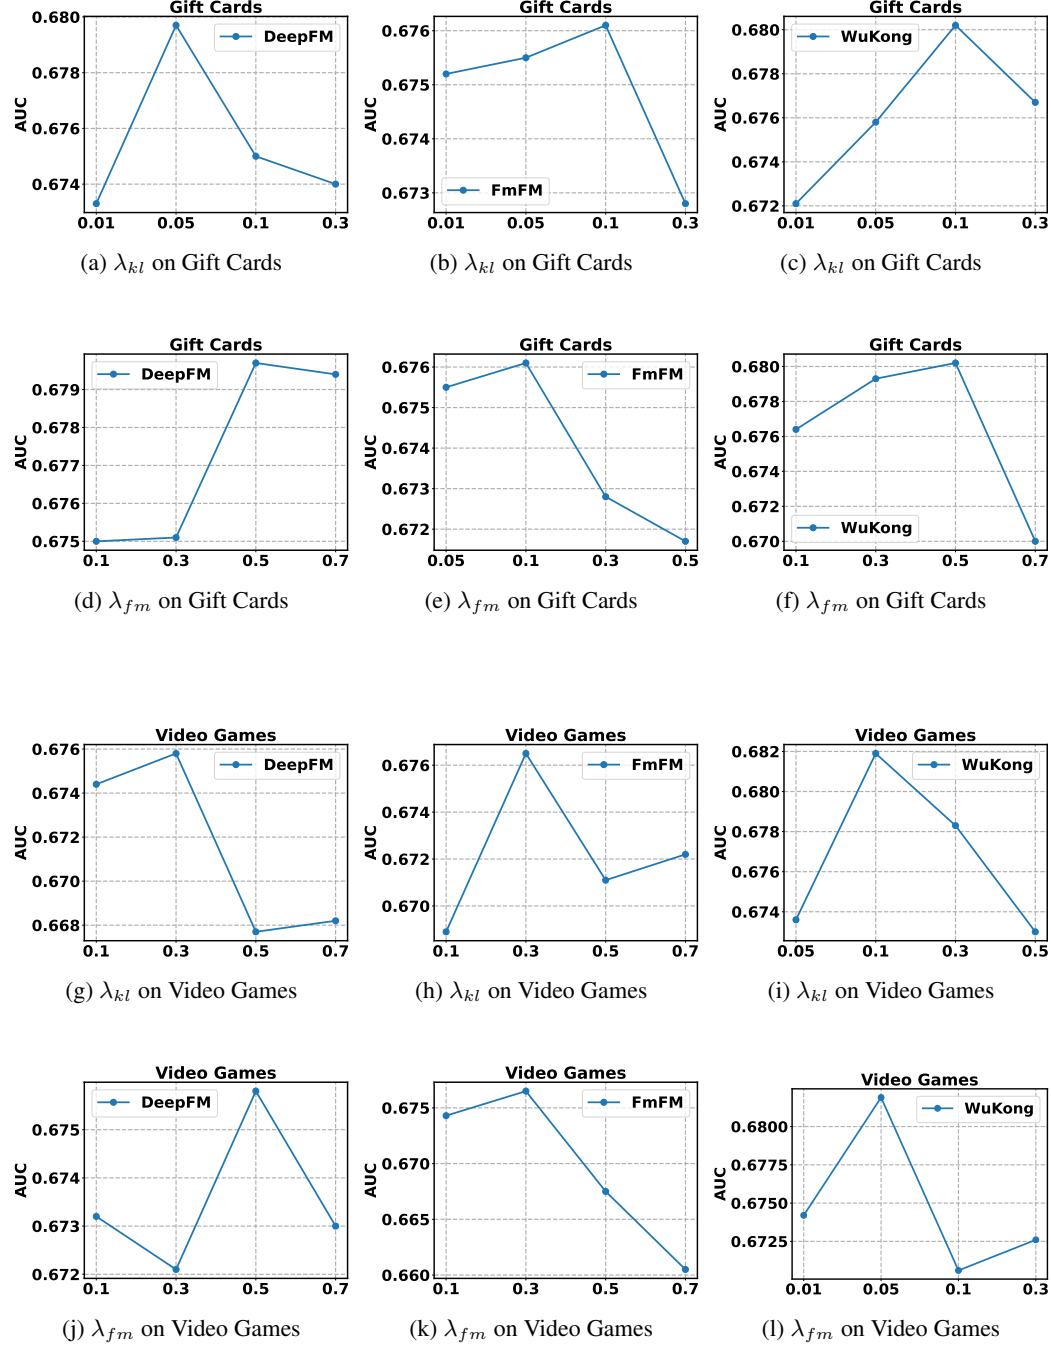 Gift Cards
0.680
0.678
0.676
0.674
AUC
DeepFM
0.01 0.05 0.1 0.3
(a) λkl on Gift Cards
Gift Cards
0.676
0.675
0.674
0.673
AUC
FmFM
0.01 0.05 0.1 0.3
(b) λkl on Gift Cards
Gift Cards
0.680
0.678
0.676
0.674
0.672
AUC
WuKong
0.01 0.05 0.1 0.3
(c) λkl on Gift Cards
Gift Cards
0.679
0.678
0.677
0.676
0.675
AUC
DeepFM
0.1 0.3 0.5 0.7
(d) λfm on Gift Cards
Gift Cards
0.676
0.675
0.674
0.673
0.672
AUC
FmFM
0.05 0.1 0.3 0.5
(e) λfm on Gift Cards
Gift Cards
0.680
0.678
0.676
0.674
0.672
0.670
AUC
WuKong
WuKong
0.1 0.3 0.5 0.7
(f) λfm on Gift Cards
Video Games
0.676
0.674
0.672
0.670
0.668
AUC
DeepFM
0.1 0.3 0.5 0.7
(g) λkl on Video Games
Video Games
0.676
0.674
0.672
0.670
AUC
FmFM
0.1 0.3 0.5 0.7
(h) λkl on Video Games
Video Games
0.682
0.680
0.678
0.676
0.674
AUC
WuKong
0.05 0.1 0.3 0.5
(i) λkl on Video Games
Video Games
0.675
0.674
0.673
0.672
AUC
DeepFM
0.1 0.3 0.5 0.7
(j) λfm on Video Games
Video Games
0.675
0.670
0.665
0.660
AUC
FmFM
0.1 0.3 0.5 0.7
(k) λfm on Video Games
Video Games
0.6800
0.6775
0.6750
0.6725
AUC
WuKong
0.01 0.05 0.1 0.3
(l) λfm on Video Games